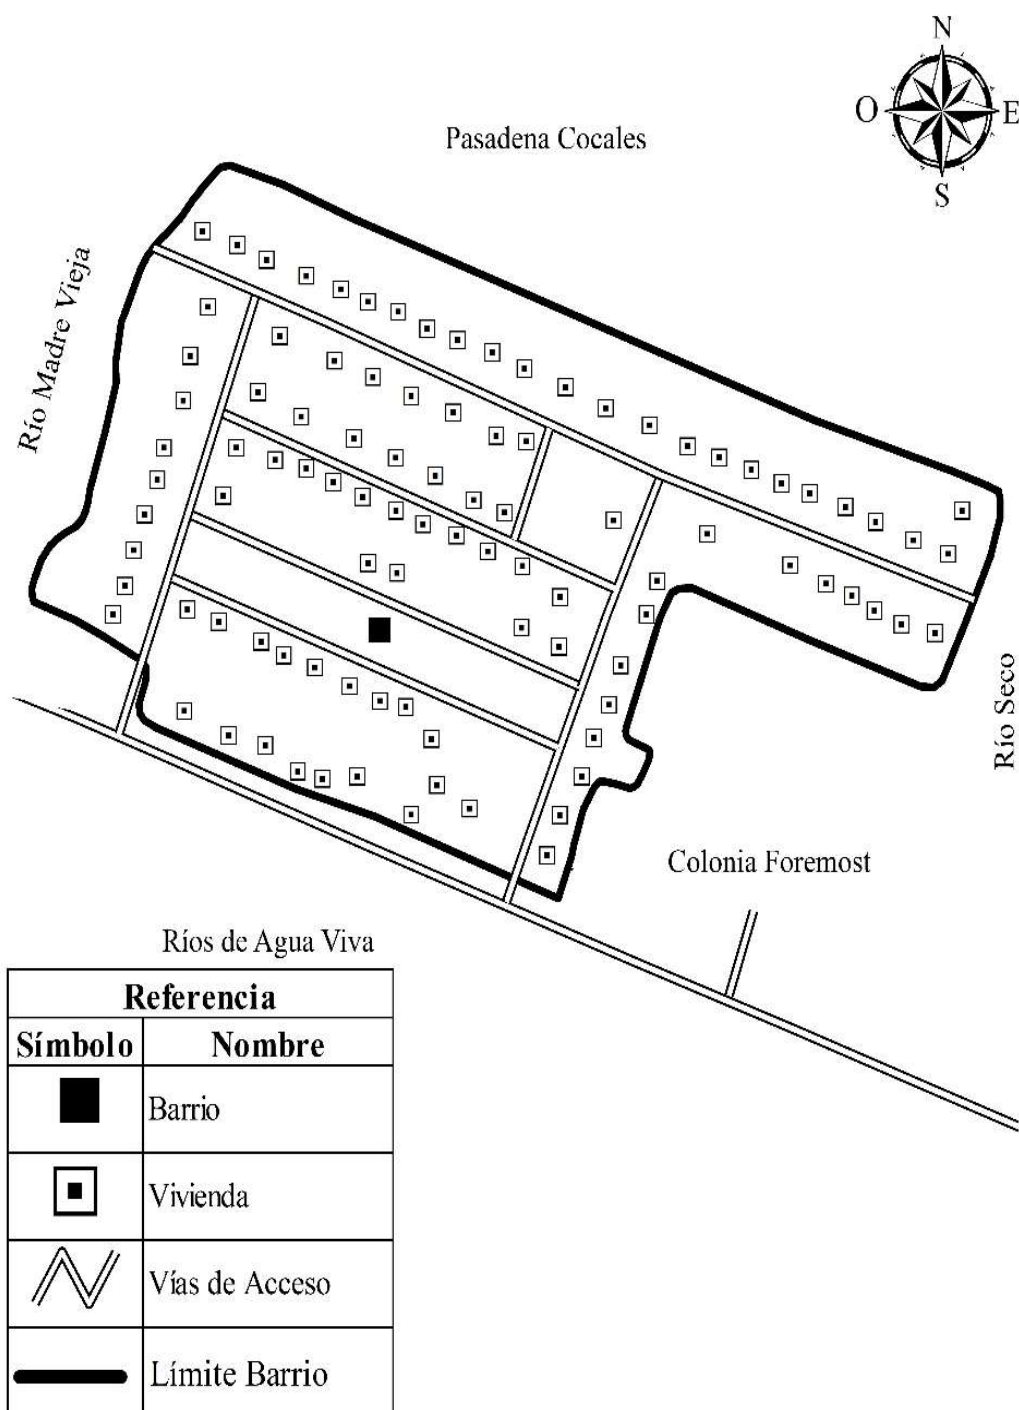 N
O
E
S
Pasadena Cocales
Río Madre Vieja
Río Seco
Colonia Foremost
Ríos de Agua Viva
Referencia
Símbolo Nombre
Barrio
Vivienda
Vías de Acceso
Límite Barrio